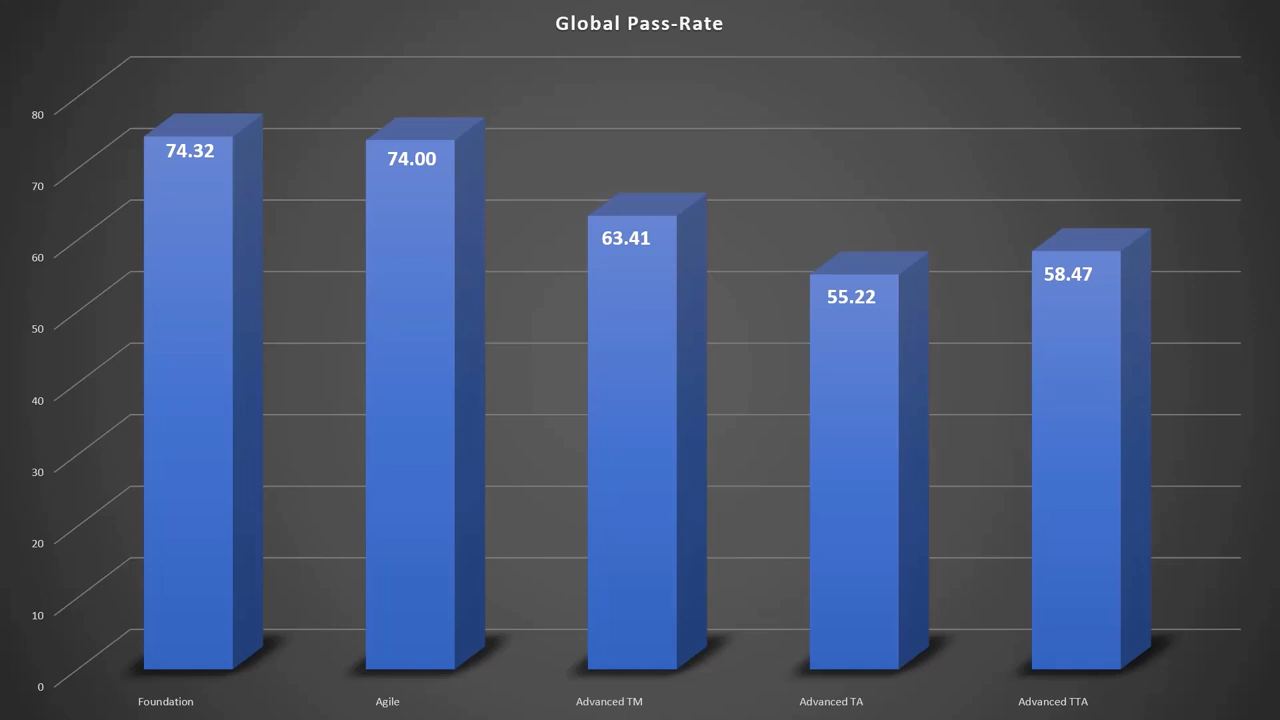 Global Pass-Rate
80
70
60
50
40
30
20
10
0
74.32
74.00
63.41
55.22
58.47
Foundation
Agile
Advanced TM
Advanced TA
Advanced TTA